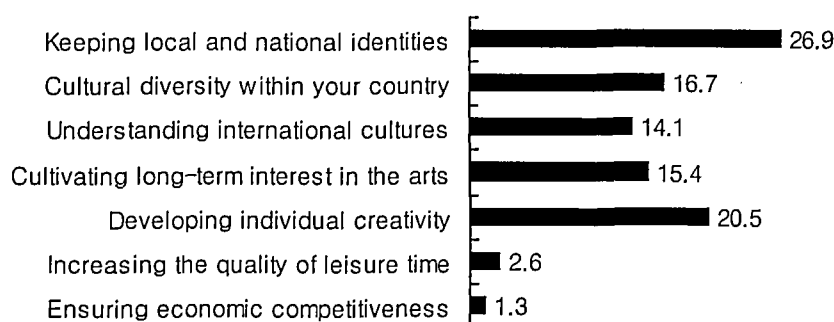 Keeping local and national identities 26.9
Cultural diversity within your country 16.7
Understanding international cultures 14.1
Cultivating long-term interest in the arts 15.4
Developing individual creativity 20.5
Increasing the quality of leisure time 2.6
Ensuring economic competitiveness 1.3